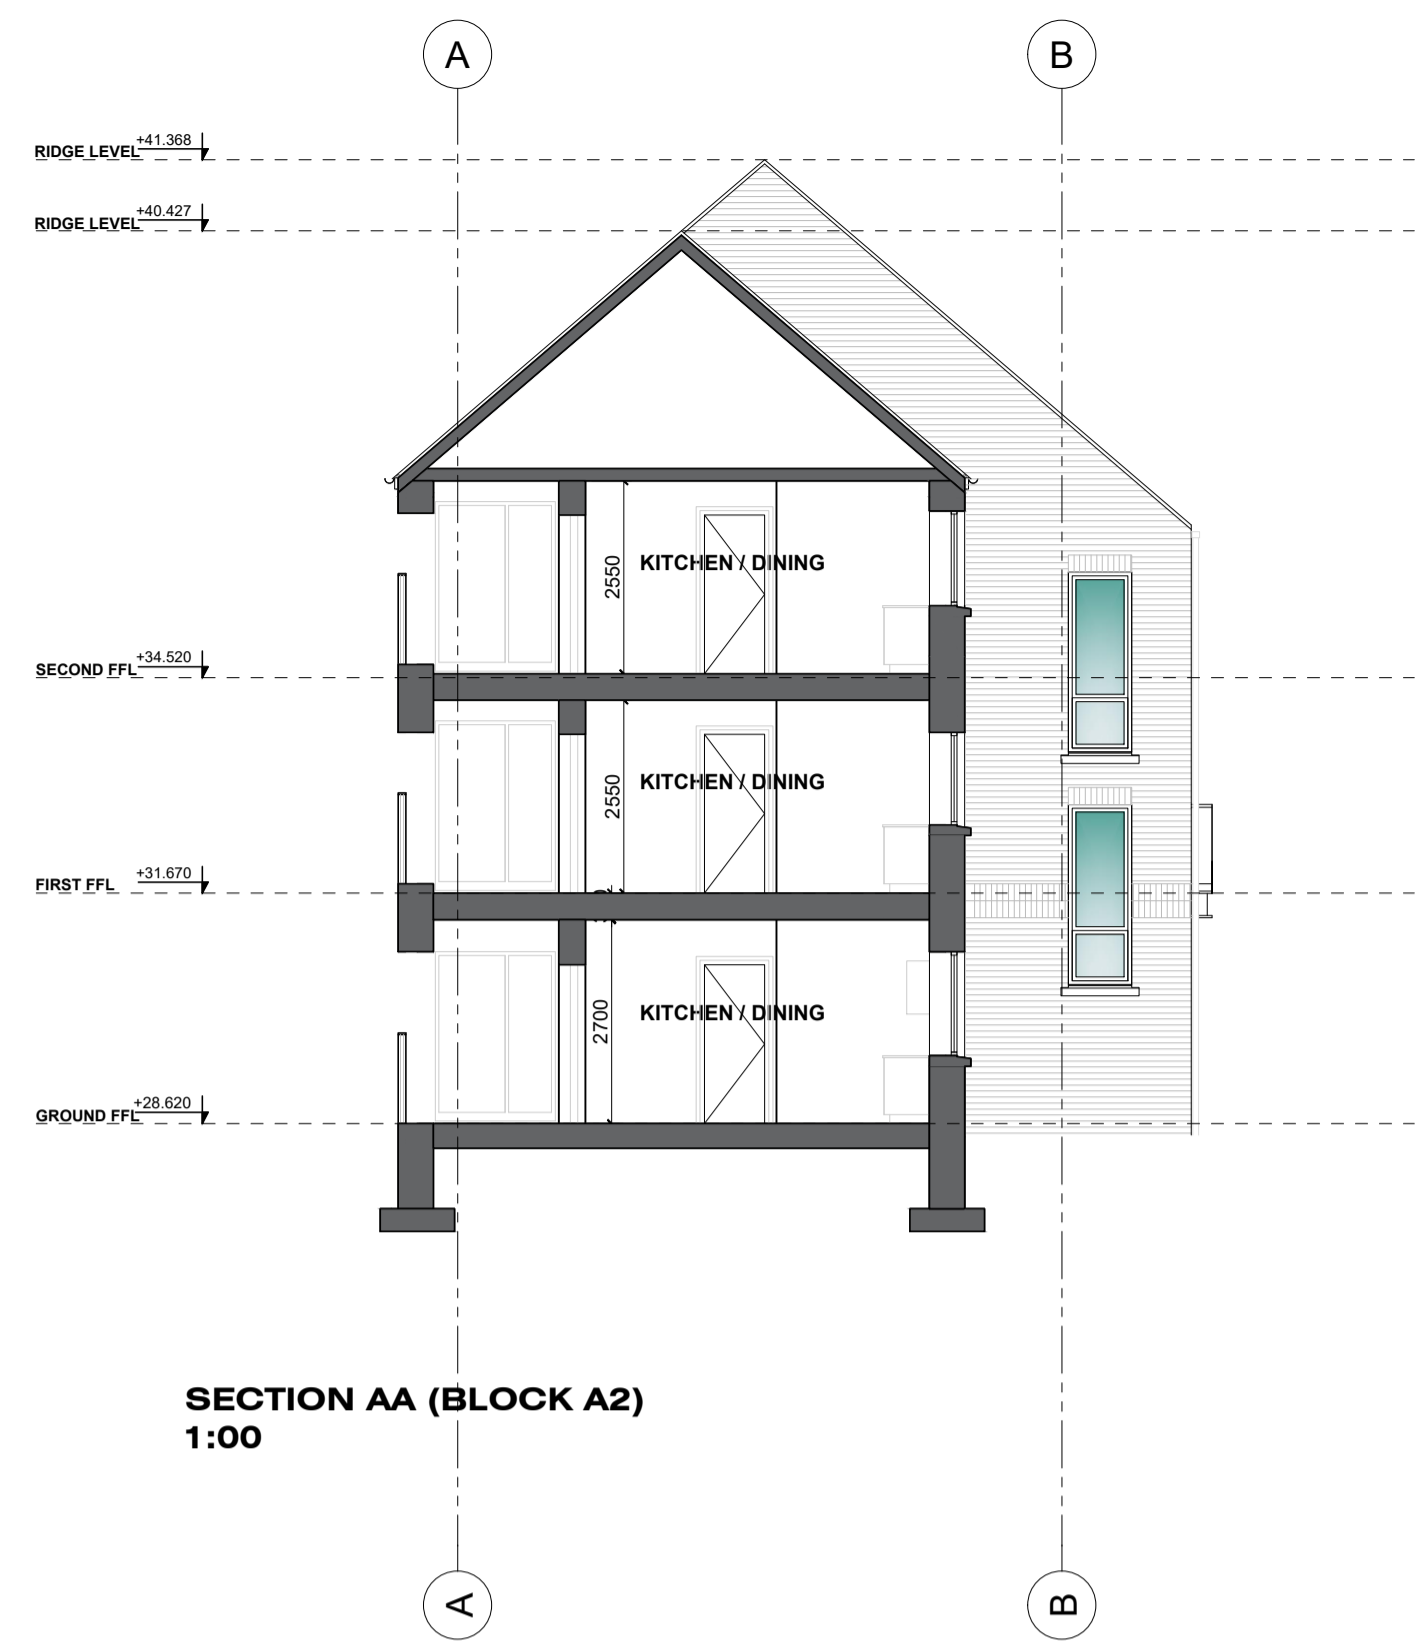 A
B
+41.368
RIDGE LEVEL
+40.427
RIDGE LEVEL
KITCHEN / DINING
2550
+34.520
SECOND FFL
KITCHEN / DINING
2550
+31.670
FIRST FFL
KITCHEN / DINING
2700
+28.620
GROUND FFL
SECTION AA (BLOCK A2)
1:00
A
B